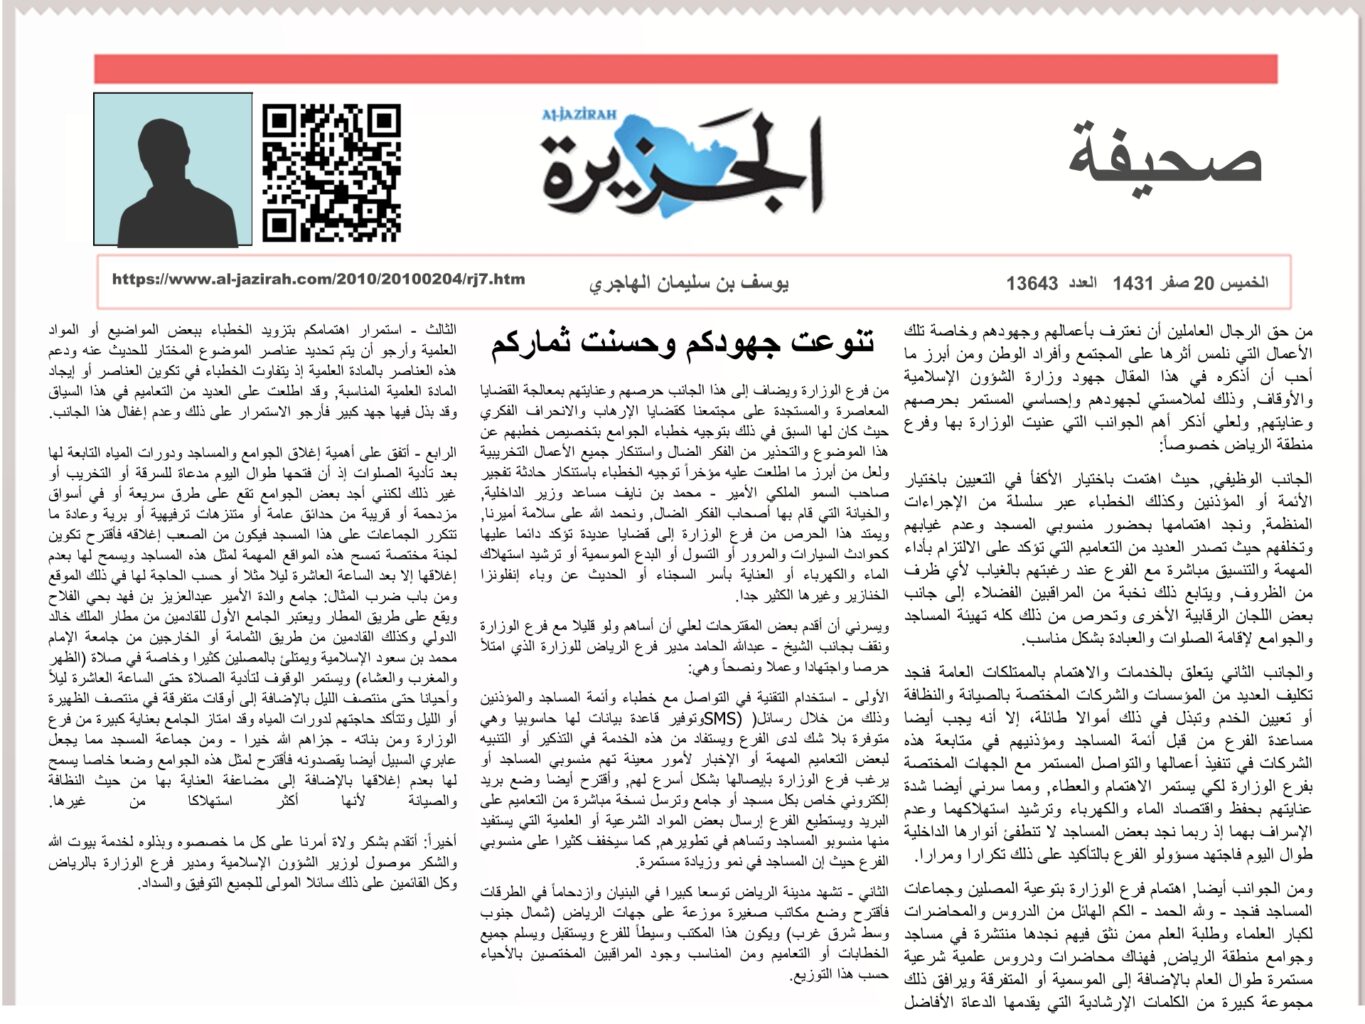 AL-JAZIRAH
الجزيرة
صحيفة
الخميس 20 صفر 1431 العدد 13643
يوسف بن سليمان الهاجري
https://www.al-jazirah.com/2010/20100204/rj7.htm
تنوعت جهودكم وحسنت ثماركم
من حق الرجال العاملين أن نعترف بأعمالهم وجهودهم وخاصة تلك
الأعمال التي نلمس أثرها على المجتمع وأفراد الوطن ومن أبرز ما
أحب أن أذكره في هذا المقال جهود وزارة الشؤون الإسلامية
والأوقاف, وذلك لملامستي لجهودهم وإحساسي المستمر بحرصهم
وعنايتهم, ولعلي أذكر أهم الجوانب التي عنيت الوزارة بها وفرع
منطقة الرياض خصوصاً:
الجانب الوظيفي, حيث اهتمت باختيار الأكفأ في التعيين باختيار
الأئمة أو المؤذنين وكذلك الخطباء عبر سلسلة من الإجراءات
المنظمة, ونجد اهتمامها بحضور منسوبي المسجد وعدم غيابهم
وتخلفهم حيث تصدر العديد من التعاميم التي تؤكد على الالتزام بأداء
المهمة والتنسيق مباشرة مع الفرع عند رغبتهم بالغياب لأي ظرف
من الظروف, ويتابع ذلك نخبة من المراقبين الفضلاء إلى جانب
بعض اللجان الرقابية الأخرى وتحرص من ذلك كله تهيئة المساجد
والجوامع لإقامة الصلوات والعبادة بشكل مناسب.
والجانب الثاني يتعلق بالخدمات والاهتمام بالممتلكات العامة فنجد
تكليف العديد من المؤسسات والشركات المختصة بالصيانة والنظافة
أو تعيين الخدم وتبذل في ذلك أموالا طائلة، إلا أنه يجب أيضا
مساعدة الفرع من قبل أئمة المساجد ومؤذنيهم في متابعة هذه
الشركات في تنفيذ أعمالها والتواصل المستمر مع الجهات المختصة
بفرع الوزارة لكي يستمر الاهتمام والعطاء, ومما سرني أيضا شدة
عنايتهم بحفظ واقتصاد الماء والكهرباء وترشيد استهلاكهما وعدم
الإسراف بهما إذ ربما نجد بعض المساجد لا تنطفئ أنوارها الداخلية
طوال اليوم فاجتهد مسؤولو الفرع بالتأكيد على ذلك تكرارا ومرارا.
ومن الجوانب أيضا, اهتمام فرع الوزارة بتوعية المصلين وجماعات
المساجد فنجد - ولله الحمد - الكم الهائل من الدروس والمحاضرات
لكبار العلماء وطلبة العلم ممن نثق فيهم نجدها منتشرة في مساجد
وجوامع منطقة الرياض, فهناك محاضرات ودروس علمية شرعية
مستمرة طوال العام بالإضافة إلى الموسمية أو المتفرقة ويرافق ذلك
مجموعة كبيرة من الكلمات الإرشادية التي يقدمها الدعاة الأفاضل
من فرع الوزارة ويضاف إلى هذا الجانب حرصهم وعنايتهم بمعالجة القضايا
المعاصرة والمستجدة على مجتمعنا كقضايا الإرهاب والانحراف الفكري
حيث كان لها السبق في ذلك بتوجيه خطباء الجوامع بتخصيص خطبهم عن
هذا الموضوع والتحذير من الفكر الضال واستنكار جميع الأعمال التخريبية
ولعل من أبرز ما اطلعت عليه مؤخراً توجيه الخطباء باستنكار حادثة تفجير
صاحب السمو الملكي الأمير - محمد بن نايف مساعد وزير الداخلية,
والخيانة التي قام بها أصحاب الفكر الضال, ونحمد الله على سلامة أميرنا,
ويمتد هذا الحرص من فرع الوزارة إلى قضايا عديدة تؤكد دائما عليها
كحوادث السيارات والمرور أو التسول أو البدع الموسمية أو ترشيد استهلاك
الماء والكهرباء أو العناية بأسر السجناء أو الحديث عن وباء إنفلونزا
الخنازير وغيرها الكثير جدا.
ويسرني أن أقدم بعض المقترحات لعلي أن أساهم ولو قليلا مع فرع الوزارة
ونقف بجانب الشيخ - عبدالله الحامد مدير فرع الرياض للوزارة الذي امتلأ
حرصا واجتهادا وعملا ونصحاً وهي:
الأولى - استخدام التقنية في التواصل مع خطباء وأئمة المساجد والمؤذنين
وذلك من خلال رسائل( (SMSوتوفير قاعدة بيانات لها حاسوبيا وهي
متوفرة بلا شك لدى الفرع ويستفاد من هذه الخدمة في التذكير أو التنبيه
لبعض التعاميم المهمة أو الإخبار لأمور معينة تهم منسوبي المساجد أو
يرغب فرع الوزارة بايصالها بشكل أسرع لهم, وأقترح أيضا وضع بريد
إلكتروني خاص بكل مسجد أو جامع وترسل نسخة مباشرة من التعاميم على
البريد ويستطيع الفرع إرسال بعض المواد الشرعية أو العلمية التي يستفيد
منها منسوبو المساجد وتساهم في تطويرهم, كما سيخفف كثيرا على منسوبي
الفرع حيث إن المساجد في نمو وزيادة مستمرة.
الثاني - تشهد مدينة الرياض توسعا كبيرا في البنيان وازدحاماً في الطرقات
فأقترح وضع مكاتب صغيرة موزعة على جهات الرياض (شمال جنوب
وسط شرق غرب) ويكون هذا المكتب وسيطاً للفرع ويستقبل ويسلم جميع
الخطابات أو التعاميم ومن المناسب وجود المراقبين المختصين بالأحياء
حسب هذا التوزيع.
الثالث - استمرار اهتمامكم بتزويد الخطباء ببعض المواضيع أو المواد
العلمية وأرجو أن يتم تحديد عناصر الموضوع المختار للحديث عنه ودعم
هذه العناصر بالمادة العلمية إذ يتفاوت الخطباء في تكوين العناصر أو إيجاد
المادة العلمية المناسبة, وقد اطلعت على العديد من التعاميم في هذا السياق
وقد بذل فيها جهد كبير فأرجو الاستمرار على ذلك وعدم إغفال هذا الجانب.
الرابع - أتفق على أهمية إغلاق الجوامع والمساجد ودورات المياه التابعة لها
بعد تأدية الصلوات إذ أن فتحها طوال اليوم مدعاة للسرقة أو التخريب أو
غير ذلك لكنني أجد بعض الجوامع تقع على طرق سريعة أو في أسواق
مزدحمة أو قريبة من حدائق عامة أو متنزهات ترفيهية أو برية وعادة ما
تتكرر الجماعات على هذا المسجد فيكون من الصعب إغلاقه فأقترح تكوين
لجنة مختصة تمسح هذه المواقع المهمة لمثل هذه المساجد ويسمح لها بعدم
إغلاقها إلا بعد الساعة العاشرة ليلا مثلا أو حسب الحاجة لها في ذلك الموقع
ومن باب ضرب المثال: جامع والدة الأمير عبدالعزيز بن فهد بحي الفلاح
ويقع على طريق المطار ويعتبر الجامع الأول للقادمين من مطار الملك خالد
الدولي وكذلك القادمين من طريق الثمامة أو الخارجين من جامعة الإمام
محمد بن سعود الإسلامية ويمتلئ بالمصلين كثيرا وخاصة في صلاة (الظهر
والمغرب والعشاء) ويستمر الوقوف لتأدية الصلاة حتى الساعة العاشرة ليلاً
وأحيانا حتى منتصف الليل بالإضافة إلى أوقات متفرقة في منتصف الظهيرة
أو الليل وتتأكد حاجتهم لدورات المياه وقد امتاز الجامع بعناية كبيرة من فرع
الوزارة ومن بناته - جزاهم الله خيرا - ومن جماعة المسجد مما يجعل
عابري السبيل أيضا يقصدونه فأقترح لمثل هذه الجوامع وضعا خاصا يسمح
لها بعدم إغلاقها بالإضافة إلى مضاعفة العناية بها من حيث النظافة
والصيانة لأنها أكثر استهلاكا من غيرها.
أخيراً: أتقدم بشكر ولاة أمرنا على كل ما خصصوه وبذلوه لخدمة بيوت الله
والشكر موصول لوزير الشؤون الإسلامية ومدير فرع الوزارة بالرياض
وكل القائمين على ذلك سائلا المولى للجميع التوفيق والسداد.